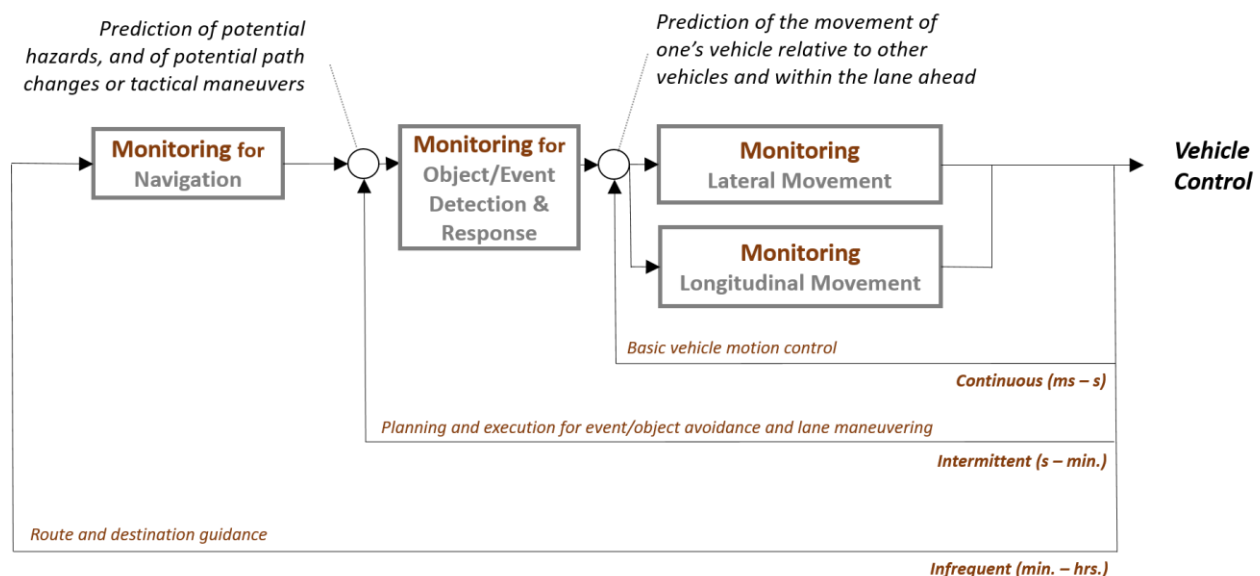 Prediction of potential
hazards, and of potential path
changes or tactical maneuvers
Prediction of the movement of
one’s vehicle relative to other
vehicles and within the lane ahead
Monitoring for
Navigation
Monitoring for
Object/Event
Detection &
Response
Monitoring
Lateral Movement
Monitoring
Longitudinal Movement
Vehicle
Control
Basic vehicle motion control
Continuous (ms – s)
Planning and execution for event/object avoidance and lane maneuvering
Intermittent (s – min.)
Route and destination guidance
Infrequent (min. – hrs.)